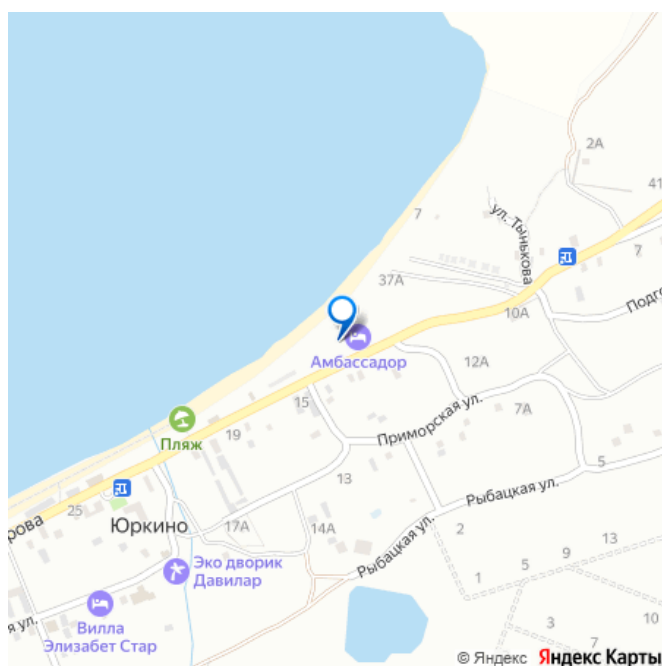 2А
41
7
ул. Тынькова
7
37А
10А
Подго
Амбассадор
12А
15
7А
Приморская ул.
Пляж
19
13
5
Рыбацкая ул.
25
рова
Юркино
17А
14А
Рыбацкая ул.
2
13
9
5
1
Эко дворик
Давилар
3
я ул.
Вилла
Элизабет Стар
10
7
© Яндекс Яндекс Карты